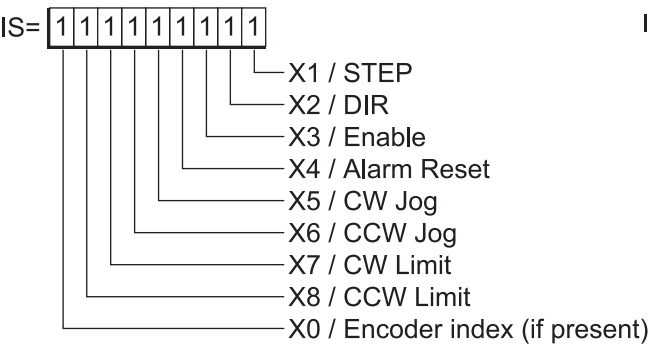 IS= 1 1 1 1 1 1 1 1 1
X1 / STEP
X2 / DIR
X3 / Enable
X4 / Alarm Reset
X5 / CW Jog
X6 / CCW Jog
X7 / CW Limit
X8 / CCW Limit
X0 / Encoder index (if present)